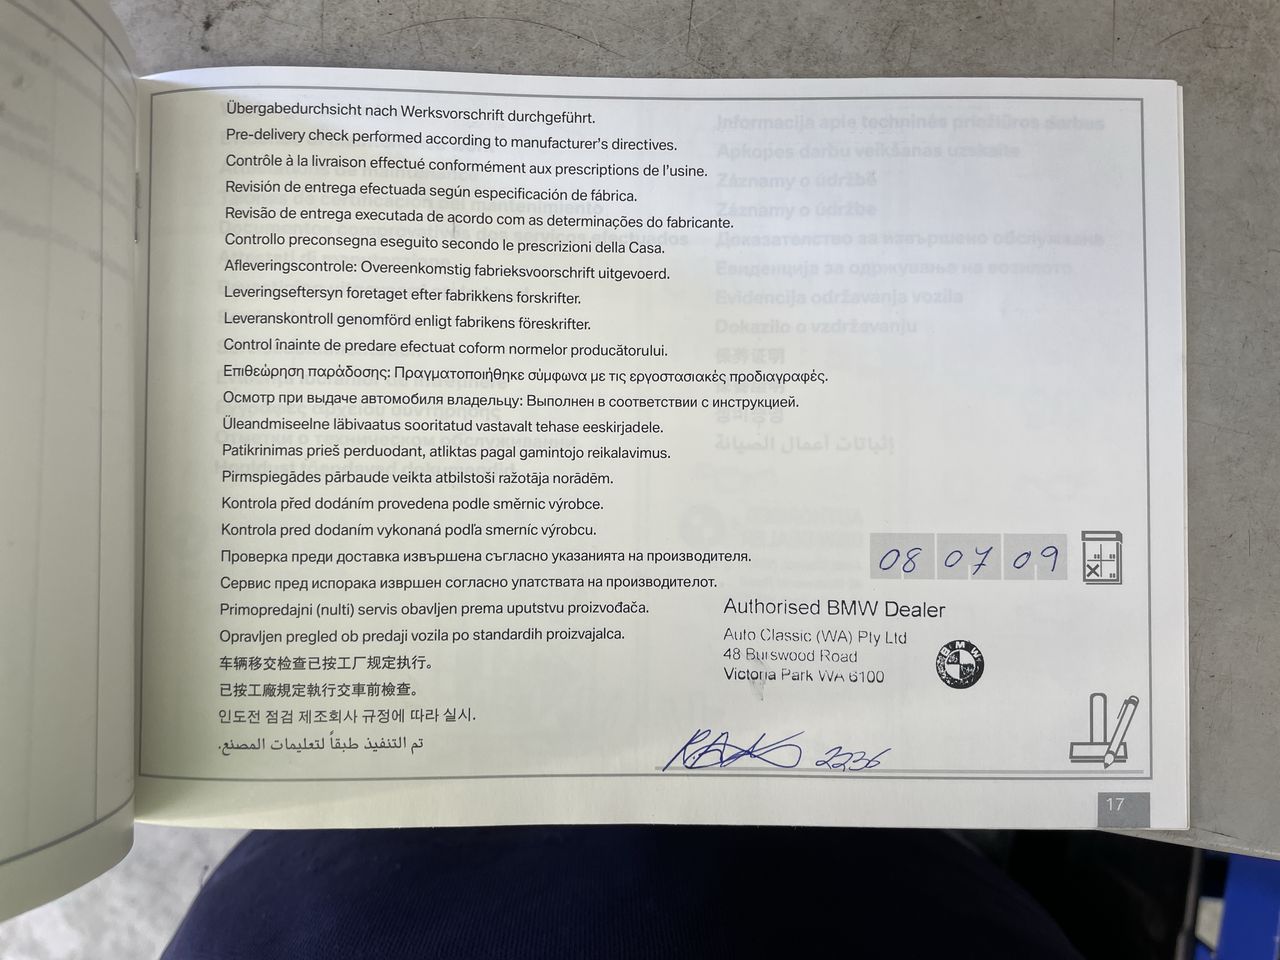 Übergabedurchsicht nach Werksvorschrift durchgeführt.
Pre-delivery check performed according to manufacturer's directives.
Contrôle à la livraison effectué conformément aux prescriptions de l'usine.
Revisión de entrega efectuada según especificación de fábrica.
Revisão de entrega executada de acordo com as determinações do fabricante.
Controllo preconsegna eseguito secondo le prescrizioni della Casa.
Afleveringscontrole: Overeenkomstig fabrieksvoorschrift uitgevoerd.
Leveringseftersyn foretaget efter fabrikkens forskrifter.
Leveranskontroll genomförd enligt fabrikens föreskrifter.
Control înainte de predare efectuat coform normelor producătorului.
Επιθεώρηση παράδοσης: Πραγματοποιήθηκε σύμφωνα με τις εργοστασιακές προδιαγραφές.
Осмотр при выдаче автомобиля владельцу: Выполнен в соответствии с инструкцией.
Üleandmiseelne läbivaatus sooritatud vastavalt tehase eeskirjadele.
Patikrinimas prieš perduodant, atliktas pagal gamintojo reikalavimus.
Pirmspiegādes pārbaude veikta atbilstoši ražotāja norādēm.
Kontrola před dodáním provedena podle směrnic výrobce.
Kontrola pred dodaním vykonaná podľa smerníc výrobcu.
Проверка преди доставка извършена съгласно указанията на производителя.
Сервис пред испорака извршен согласно упатствата на производителот.
Primopredajni (nulti) servis obavljen prema uputstvu proizvođača.
Opravljen pregled ob predaji vozila po standardih proizvajalca.
车辆移交检查已按工厂规定执行。
已按工廠規定執行交車前檢查。
인도전 점검 제조회사 규정에 따라 실시.
تم التنفيذ طبقاً لتعليمات المصنع.
08 07 09
Authorised BMW Dealer
Auto Classic (WA) Pty Ltd
48 Burswood Road
Victoria Park WA 6100
BMW
2236
17